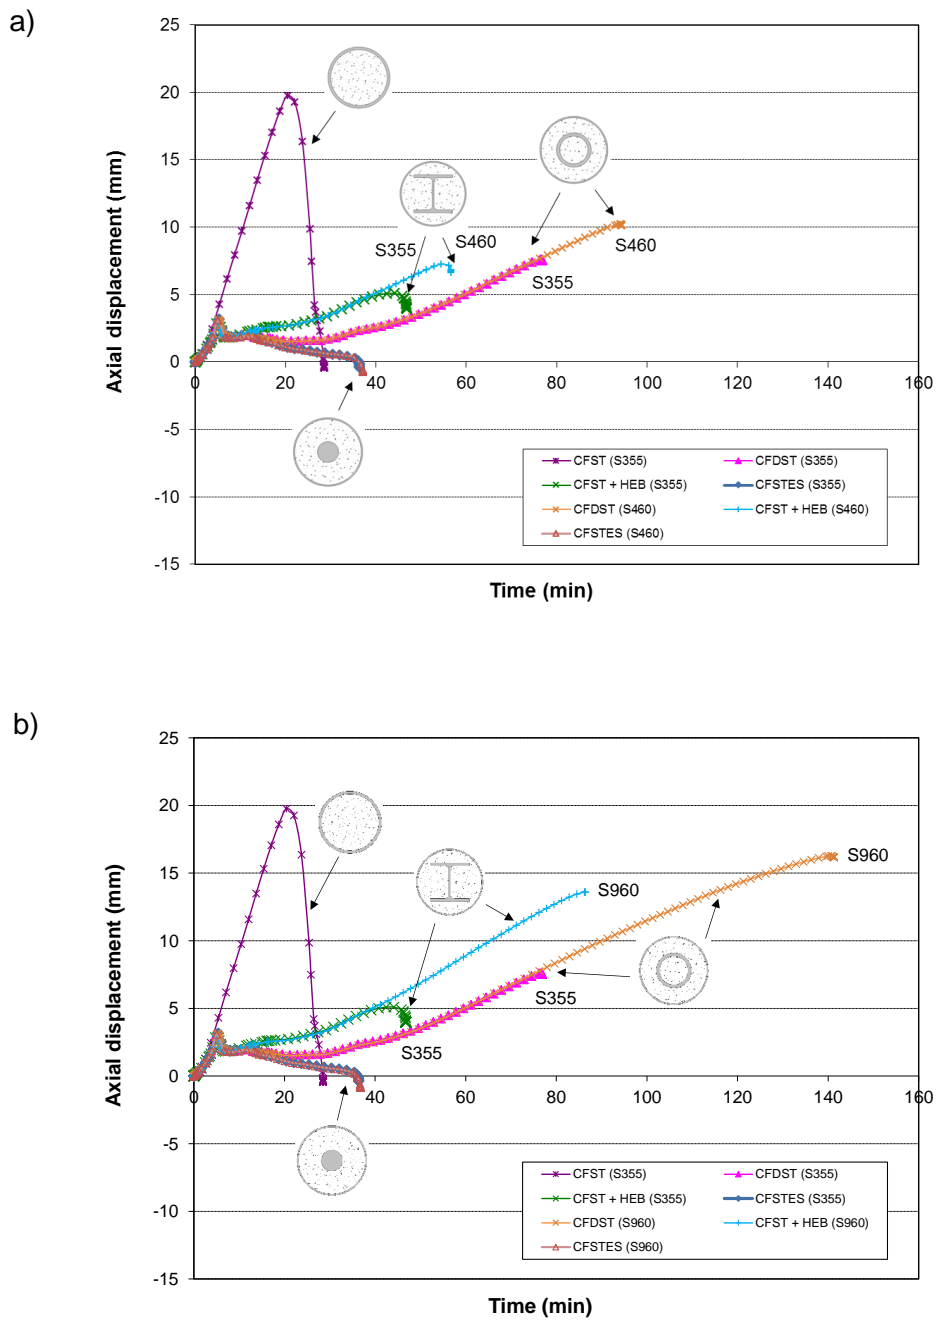 a)
25
20
15
10
5
0
-5
-10
-15
Axial displacement (mm)
S355
S460
S460
S355
0 20 40 60 80 100 120 140 160
CFST (S355) CFDST (S355)
CFST + HEB (S355) CFSTES (S355)
CFDST (S460) CFST + HEB (S460)
CFSTES (S460)
Time (min)
b)
25
20
15
10
5
0
-5
-10
-15
Axial displacement (mm)
S960
S960
S355
S355
0 20 40 60 80 100 120 140 160
CFST (S355) CFDST (S355)
CFST + HEB (S355) CFSTES (S355)
CFDST (S960) CFST + HEB (S960)
CFSTES (S960)
Time (min)